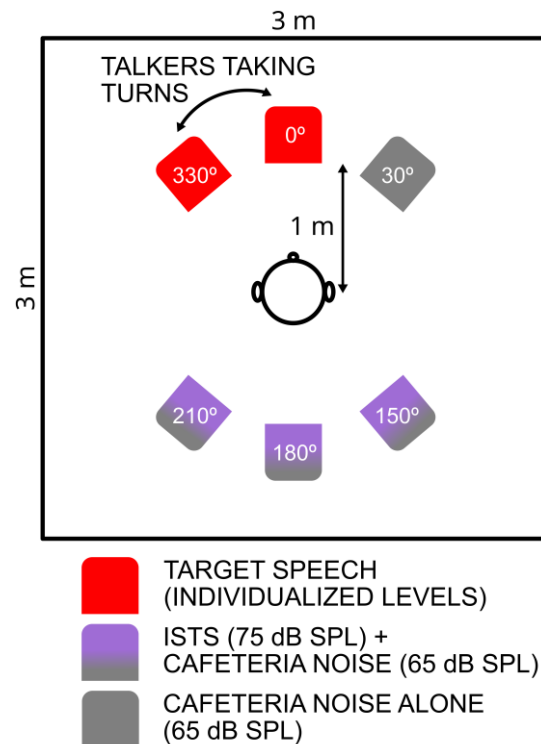 3 m
TALKERS TAKING
TURNS
0º
330º
30º
1 m
3 m
210º
150º
180º
TARGET SPEECH
(INDIVIDUALIZED LEVELS)
ISTS (75 dB SPL) +
CAFETERIA NOISE (65 dB SPL)
CAFETERIA NOISE ALONE
(65 dB SPL)